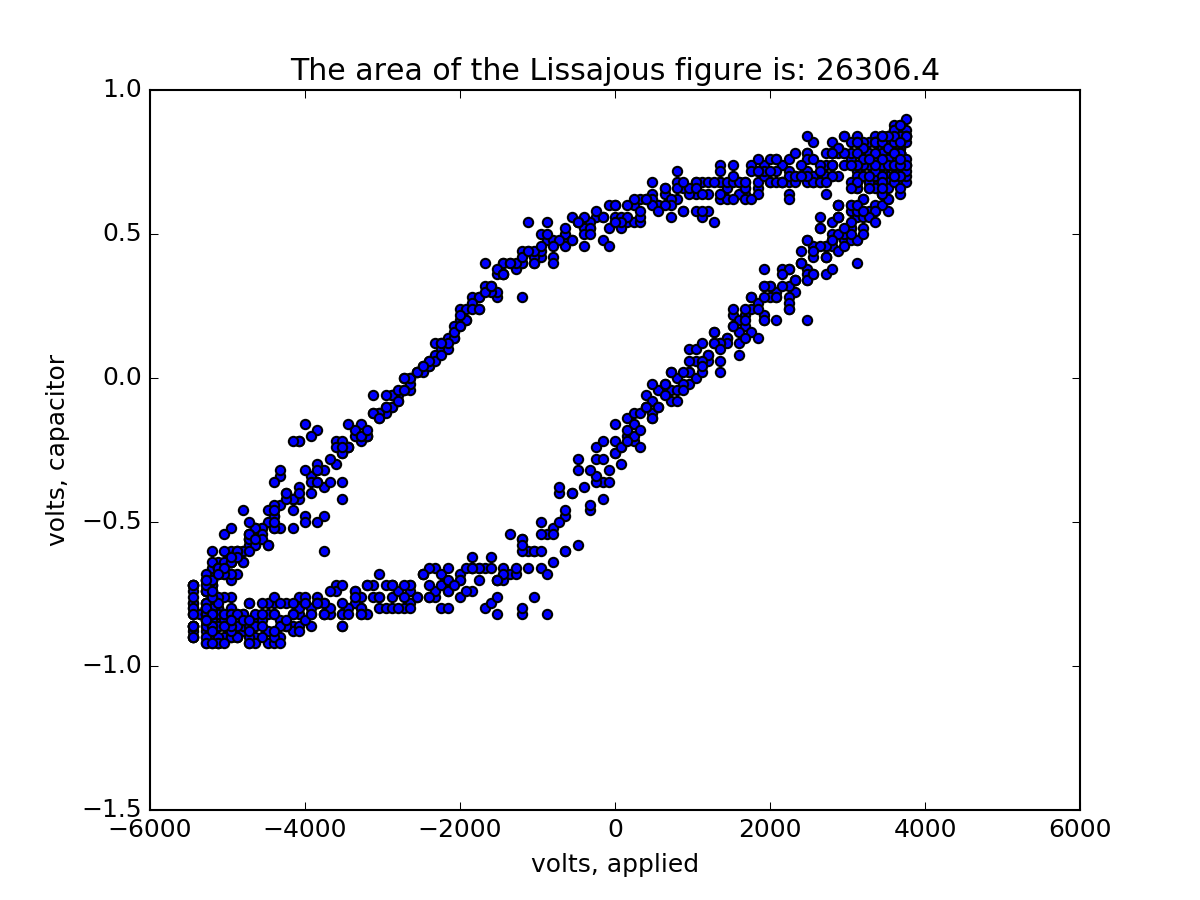 The area of the Lissajous figure is: 26306.4
1.0
0.5
0.0
−0.5
−1.0
−1.5
volts, capacitor
−6000 −4000 −2000 0 2000 4000 6000
volts, applied